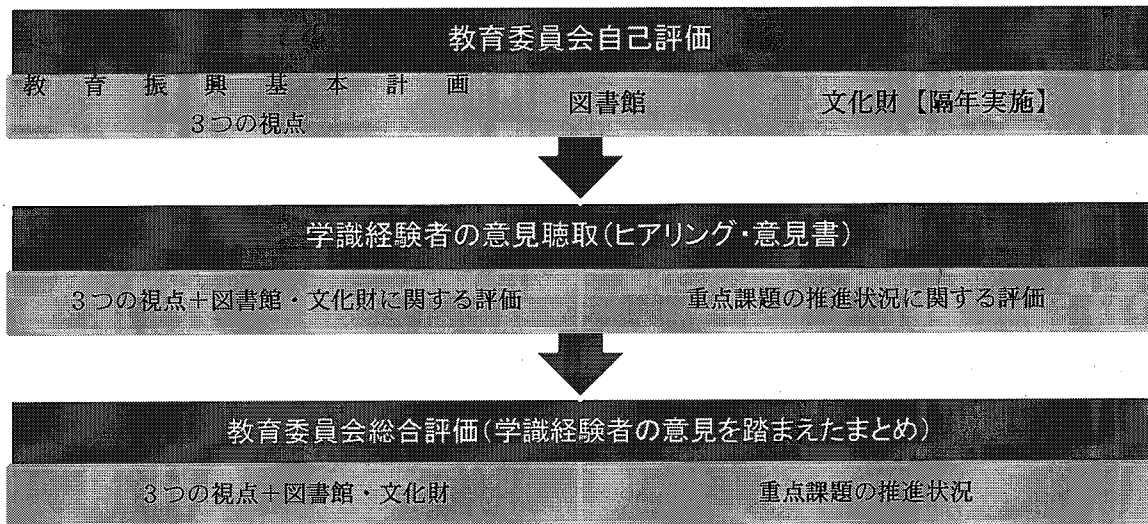 教育委員会自己評価
教育振興基本計画
3つの視点
図書館
文化財【隔年実施】
学識経験者の意見聴取(ヒアリング・意見書)
3つの視点+図書館・文化財に関する評価
重点課題の推進状況に関する評価
教育委員会総合評価(学識経験者の意見を踏まえたまとめ)
3つの視点+図書館・文化財
重点課題の推進状況